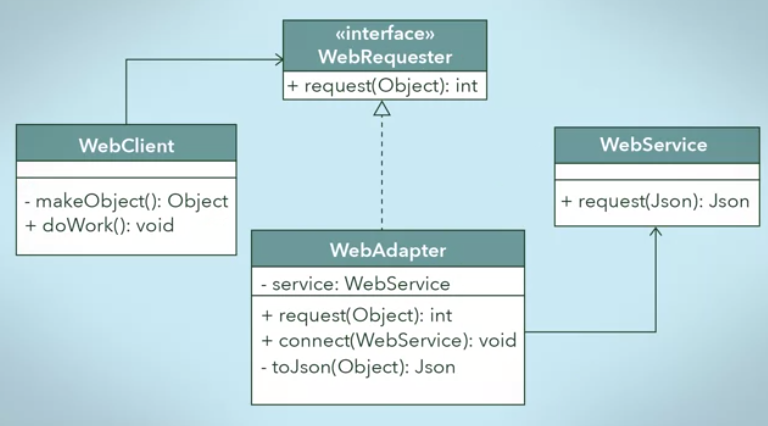 «interface»
WebRequester
+ request(Object): int
WebClient
- makeObject(): Object
+ doWork(): void
WebService
+ request(Json): Json
WebAdapter
- service: WebService
+ request(Object): int
+ connect(WebService): void
- toJson(Object): Json